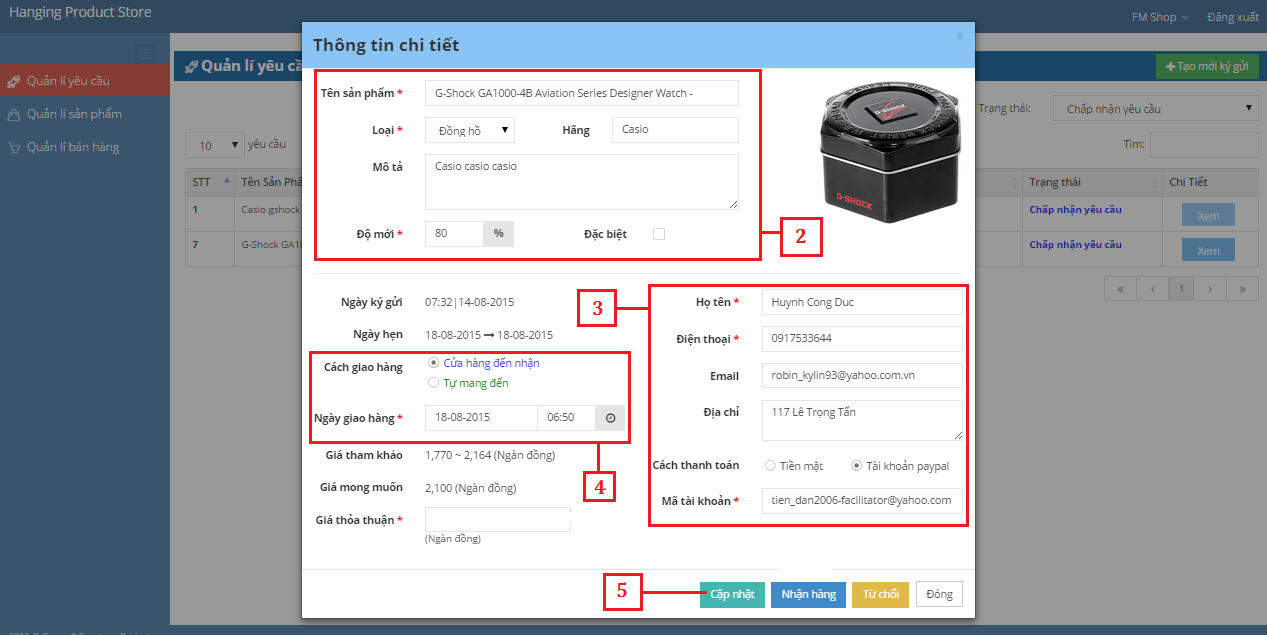 Hanging Product Store
FM Shop
Đăng xuất
Quản lí yêu cầu
Quản lí sản phẩm
Quản lí bán hàng
Quản lí yêu cầ
Tạo mới ký gửi
Trạng thái:
Chấp nhận yêu cầu
10
yêu cầu
Tìm:
STT
Tên Sản Phẩ
Trạng thái
Chi Tiết
1
Casio gshock
Chấp nhận yêu cầu
Xem
7
G-Shock GA10
Chấp nhận yêu cầu
Xem
« ‹ 1 › »
Thông tin chi tiết
×
Tên sản phẩm *
G-Shock GA1000-4B Aviation Series Designer Watch -
Loại *
Đồng hồ
Hãng
Casio
Mô tả
Casio casio casio
Độ mới *
80
%
Đặc biệt
G-SHOCK
G-SHOCK
2
Ngày ký gửi
07:32|14-08-2015
Ngày hẹn
18-08-2015 → 18-08-2015
Cách giao hàng
Cửa hàng đến nhận
Tự mang đến
Ngày giao hàng *
18-08-2015
06:50
Giá tham khảo
1,770 ~ 2,164 (Ngàn đồng)
Giá mong muốn
2,100 (Ngàn đồng)
Giá thỏa thuận *
(Ngàn đồng)
4
3
Họ tên *
Huynh Cong Duc
Điện thoại *
0917533644
Email
robin_kylin93@yahoo.com.vn
Địa chỉ
117 Lê Trọng Tấn
Cách thanh toán
Tiền mặt
Tài khoản paypal
Mã tài khoản *
tien_dan2006-facilitator@yahoo.com
5
Cập nhật
Nhận hàng
Từ chối
Đóng